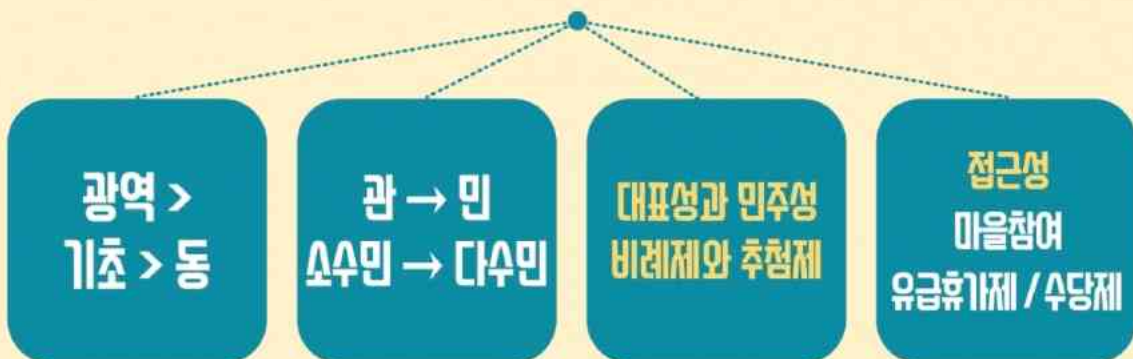 광역 >
기초 > 동
관 → 민
소수민 → 다수민
대표성과 민주성
비례제와 추첨제
접근성
마을참여
유급휴가제 / 수당제